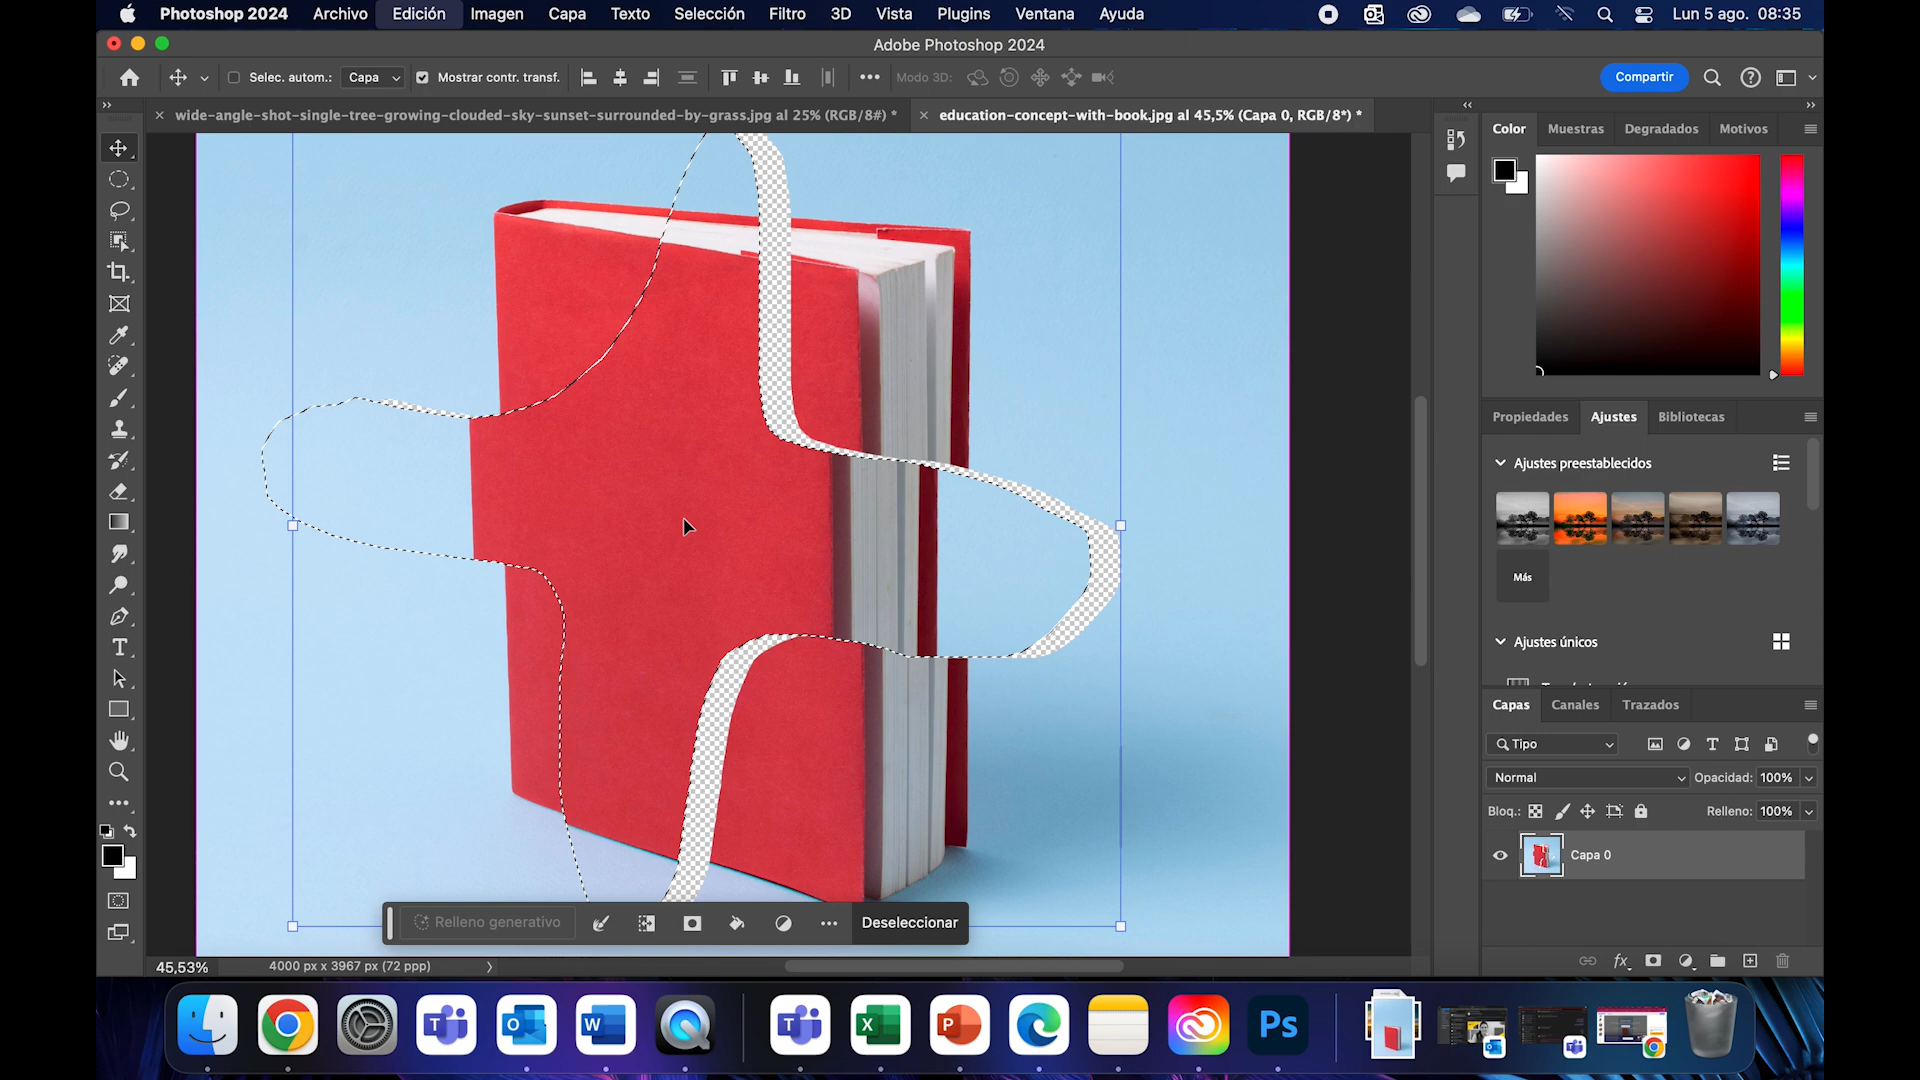 Photoshop 2024 Archivo Edición Imagen Capa Texto Selección Filtro 3D Vista Plugins Ventana Ayuda Lun 5 ago. 08:35
Adobe Photoshop 2024
Selec. autom.: Capa Mostrar contr. transf. Modo 3D: Compartir
wide-angle-shot-single-tree-growing-clouded-sky-sunset-surrounded-by-grass.jpg al 25% (RGB/8#) * education-concept-with-book.jpg al 45,5% (Capa 0, RGB/8*) *
Color Muestras Degradados Motivos
Propiedades Ajustes Bibliotecas
Ajustes preestablecidos
Más
Ajustes únicos
Capas Canales Trazados
Tipo
Normal Opacidad: 100%
Bloq.: Relleno: 100%
Capa 0
Relleno generativo Deseleccionar
45,53% 4000 px x 3967 px (72 ppp)
Ps